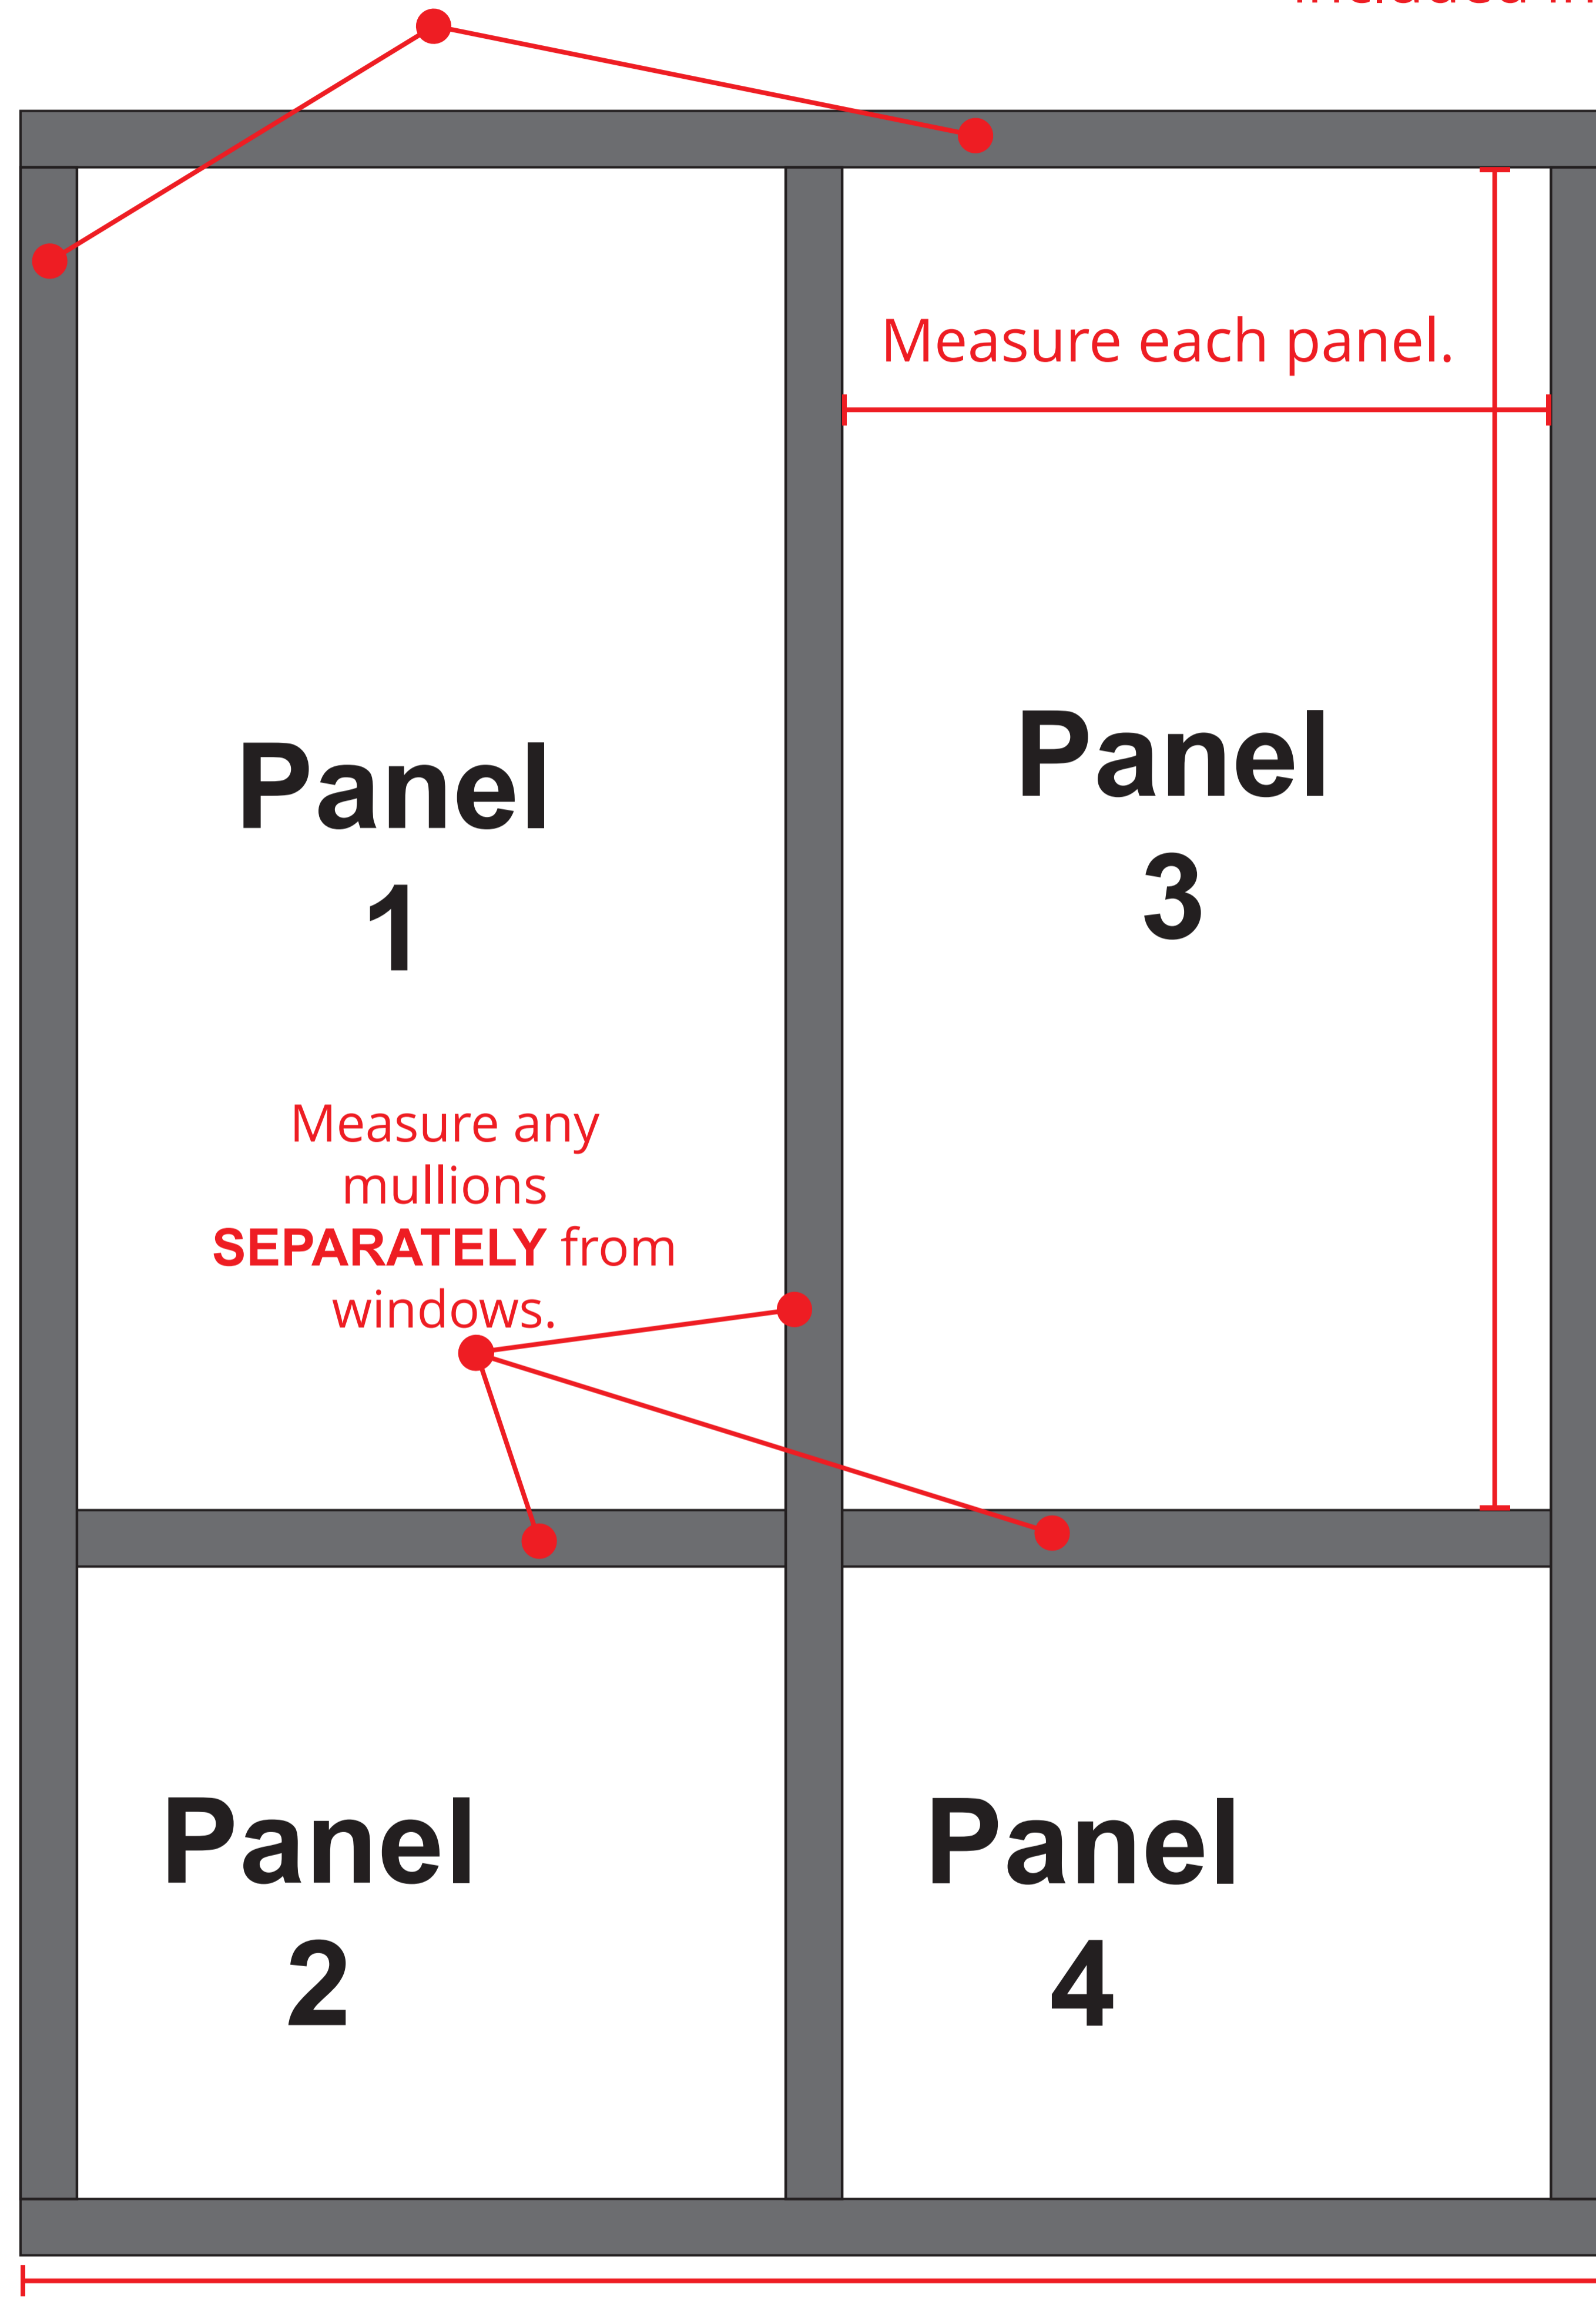 Measure each panel.
Panel
1
Panel
3
Measure any
mullions
SEPARATELY from
windows.
Panel
2
Panel
4